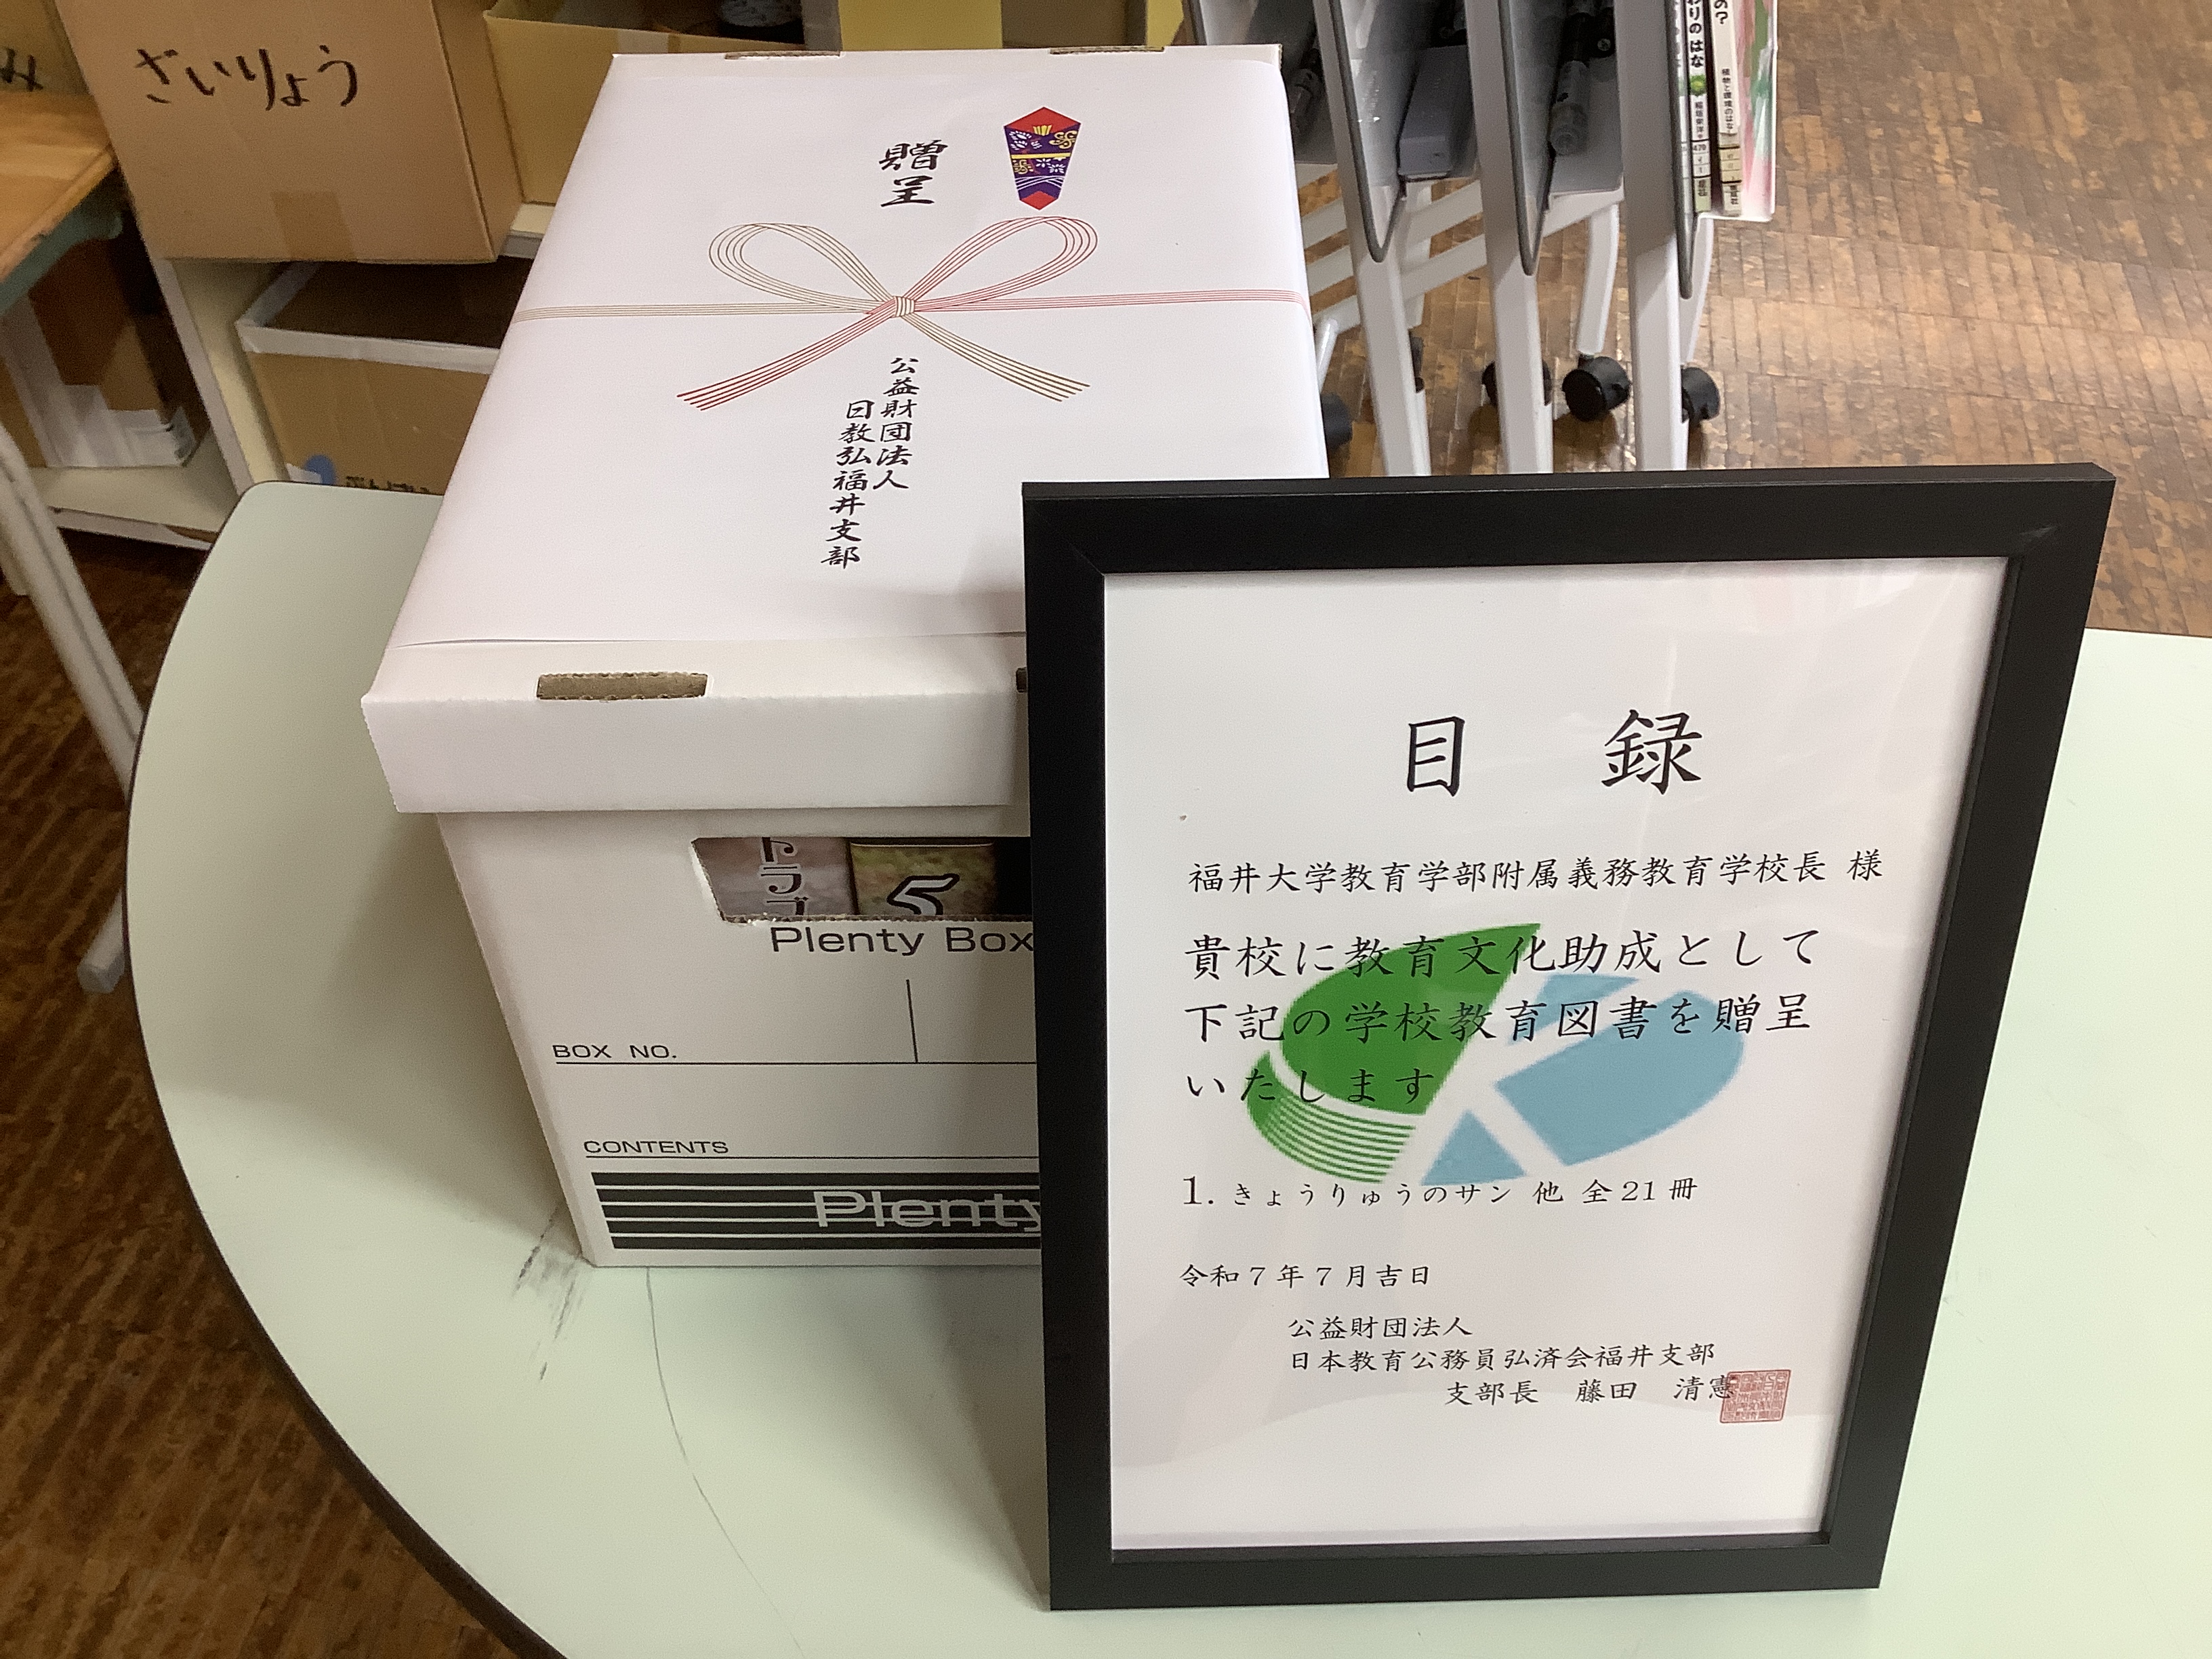 ざいりょう
み
贈呈
公益財団法人
日教弘福井支部
トラブ
5
Plenty Box
BOX NO.
CONTENTS
Plenty
目 録
福井大学教育学部附属義務教育学校長 様
貴校に教育文化助成として
下記の学校教育図書を贈呈
いたします
1. きょうりゅうのサン 他 全21冊
令和7年7月吉日
公益財団法人
日本教育公務員弘済会福井支部
支部長 藤田 清憲